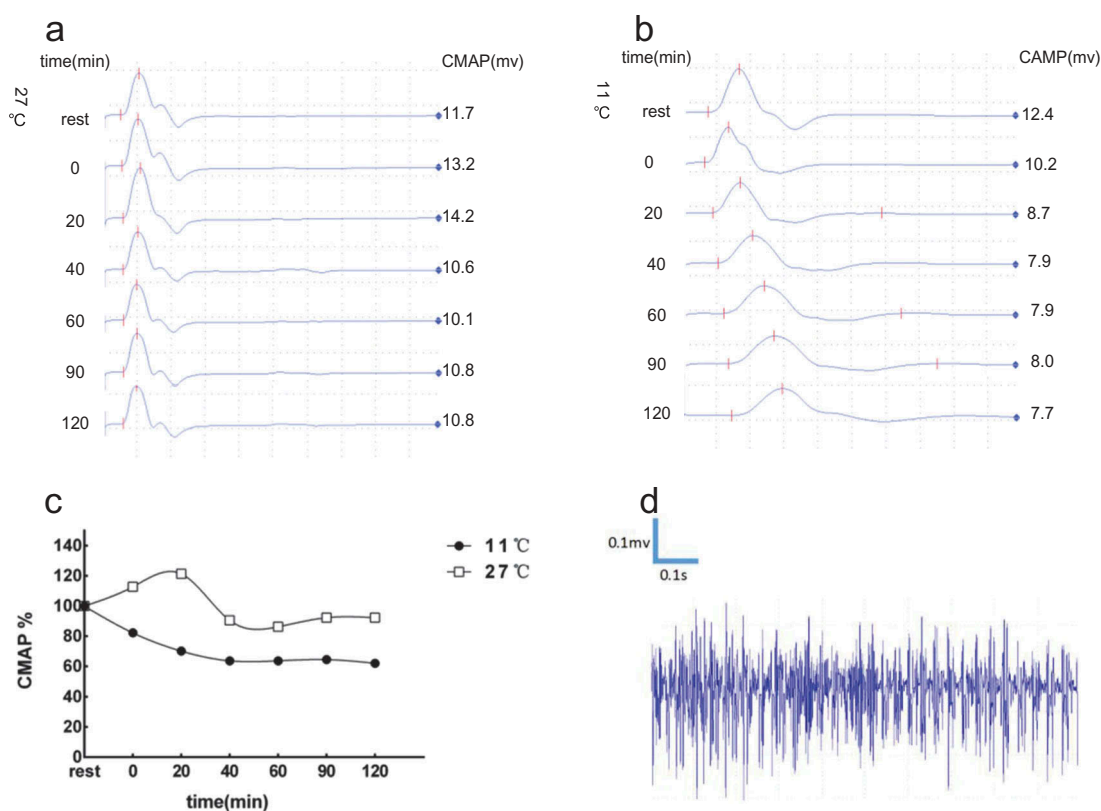 a
time(min) CMAP(mv)
27 ℃
rest 11.7
0 13.2
20 14.2
40 10.6
60 10.1
90 10.8
120 10.8
b
time(min) CAMP(mv)
11 ℃
rest 12.4
0 10.2
20 8.7
40 7.9
60 7.9
90 8.0
120 7.7
c
CMAP %
140
120
100
80
60
40
20
0
rest 0 20 40 60 90 120
time(min)
11℃
27℃
d
0.1mv
0.1s